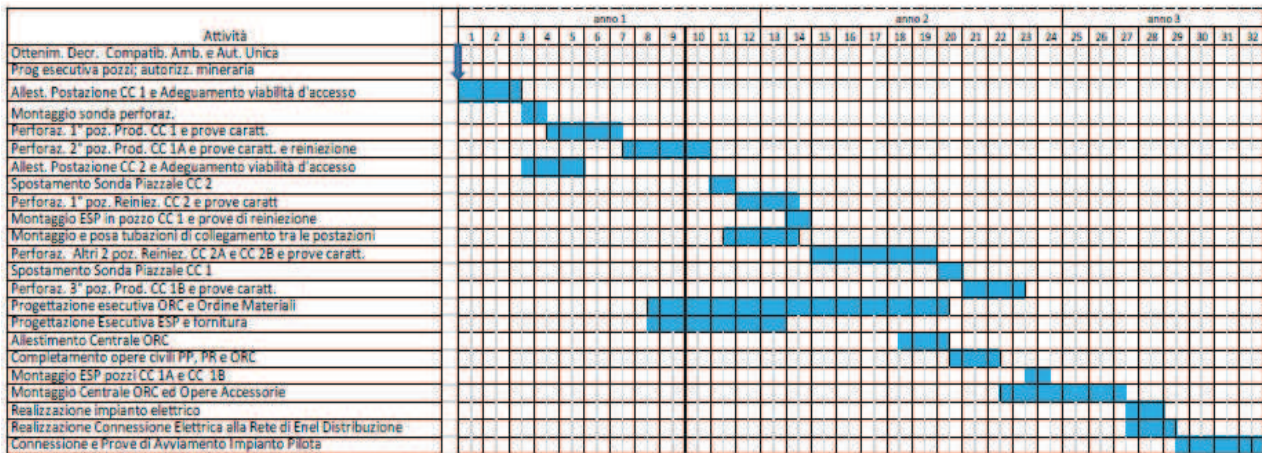 anno 1 anno 2 anno 3
Attività 1 2 3 4 5 6 7 8 9 10 11 12 13 14 15 16 17 18 19 20 21 22 23 24 25 26 27 28 29 30 31 32
Ottenim. Decr. Compatib. Amb. e Aut. Unica
Prog esecutiva pozzi; autorizz. mineraria
Allest. Postazione CC 1 e Adeguamento viabilità d'accesso
Montaggio sonda perforaz.
Perforaz. 1° poz. Prod. CC 1 e prove caratt.
Perforaz. 2° poz. Prod. CC 1A e prove caratt. e reiniezione
Allest. Postazione CC 2 e Adeguamento viabilità d'accesso
Spostamento Sonda Piazzale CC 2
Perforaz. 1° poz. Reiniez. CC 2 e prove caratt
Montaggio ESP in pozzo CC 1 e prove di reiniezione
Montaggio e posa tubazioni di collegamento tra le postazioni
Perforaz. Altri 2 poz. Reiniez. CC 2A e CC 2B e prove caratt.
Spostamento Sonda Piazzale CC 1
Perforaz. 3° poz. Prod. CC 1B e prove caratt.
Progettazione esecutiva ORC e Ordine Materiali
Progettazione Esecutiva ESP e fornitura
Allestimento Centrale ORC
Completamento opere civili PP, PR e ORC
Montaggio ESP pozzi CC 1A e CC 1B
Montaggio Centrale ORC ed Opere Accessorie
Realizzazione impianto elettrico
Realizzazione Connessione Elettrica alla Rete di Enel Distribuzione
Connessione e Prove di Avviamento Impianto Pilota